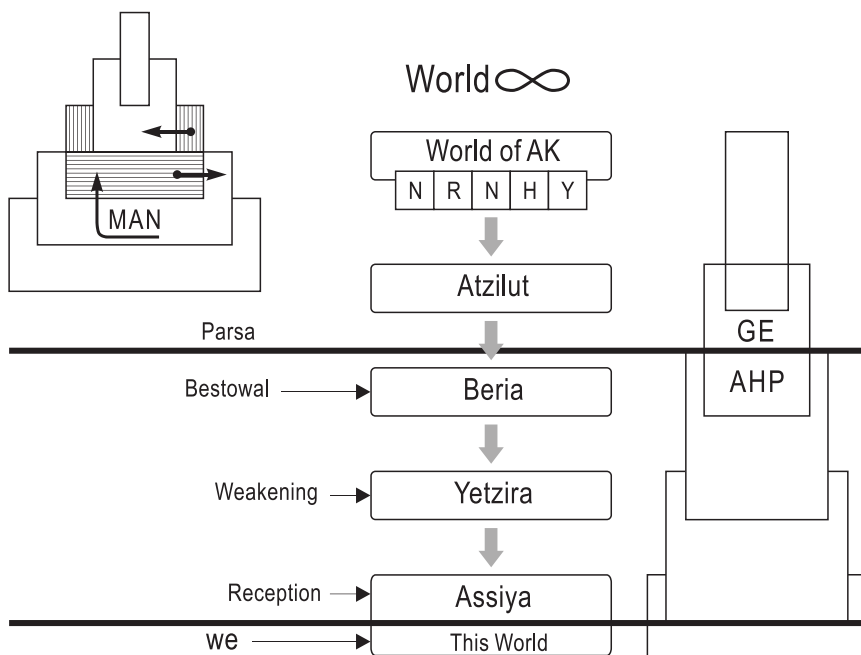 World ∞
World of AK
N R N H Y
MAN
Atzilut
Parsa
GE
AHP
Bestowal
Beria
Weakening
Yetzira
Reception
Assiya
we
This World